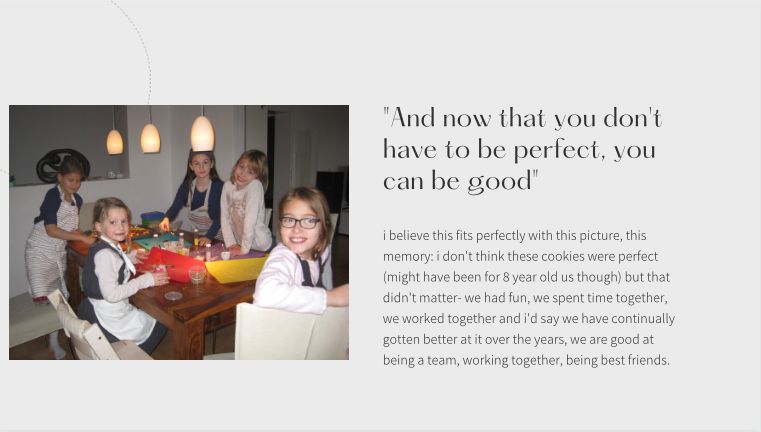 "And now that you don't
have to be perfect, you
can be good"
i believe this fits perfectly with this picture, this
memory: i don't think these cookies were perfect
(might have been for 8 year old us though) but that
didn't matter- we had fun, we spent time together,
we worked together and i'd say we have continually
gotten better at it over the years, we are good at
being a team, working together, being best friends.